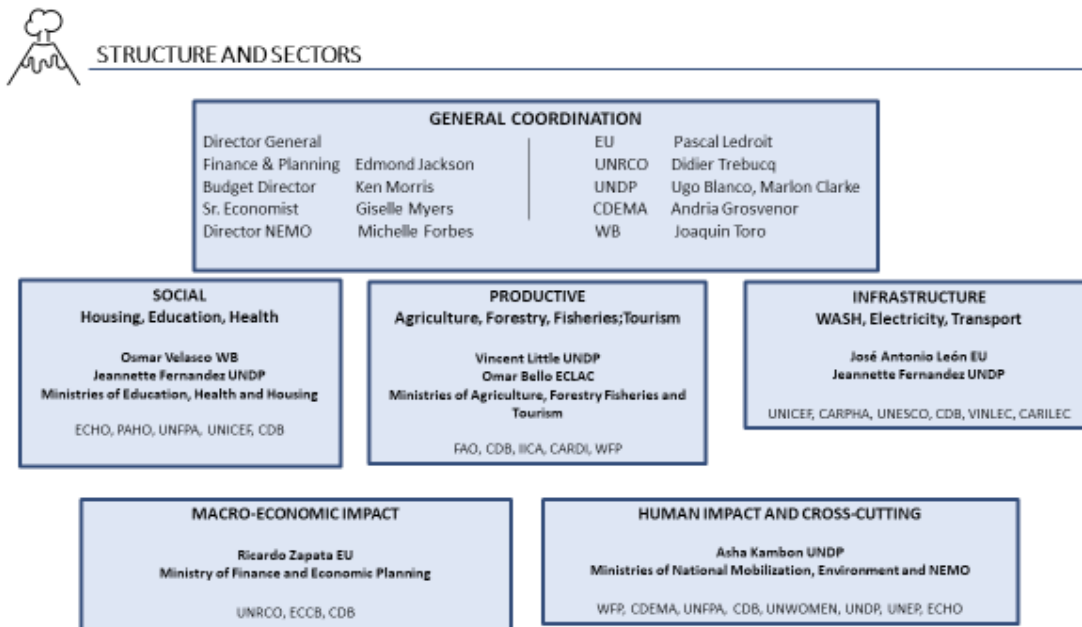 STRUCTURE AND SECTORS
GENERAL COORDINATION
Director General
Finance & Planning Edmond Jackson
Budget Director Ken Morris
Sr. Economist Giselle Myers
Director NEMO Michelle Forbes
EU Pascal Ledroit
UNRCO Didier Trebucq
UNDP Ugo Blanco, Marlon Clarke
CDEMA Andria Grosvenor
WB Joaquin Toro
SOCIAL
Housing, Education, Health
Osmar Velasco WB
Jeannette Fernandez UNDP
Ministries of Education, Health and Housing
ECHO, PAHO, UNFPA, UNICEF, CDB
PRODUCTIVE
Agriculture, Forestry, Fisheries;Tourism
Vincent Little UNDP
Omar Bello ECLAC
Ministries of Agriculture, Forestry Fisheries and
Tourism
FAO, CDB, IICA, CARDI, WFP
INFRASTRUCTURE
WASH, Electricity, Transport
José Antonio León EU
Jeannette Fernandez UNDP
UNICEF, CARPHA, UNESCO, CDB, VINLEC, CARILEC
MACRO-ECONOMIC IMPACT
Ricardo Zapata EU
Ministry of Finance and Economic Planning
UNRCO, ECCB, CDB
HUMAN IMPACT AND CROSS-CUTTING
Asha Kambon UNDP
Ministries of National Mobilization, Environment and NEMO
WFP, CDEMA, UNFPA, CDB, UNWOMEN, UNDP, UNEP, ECHO